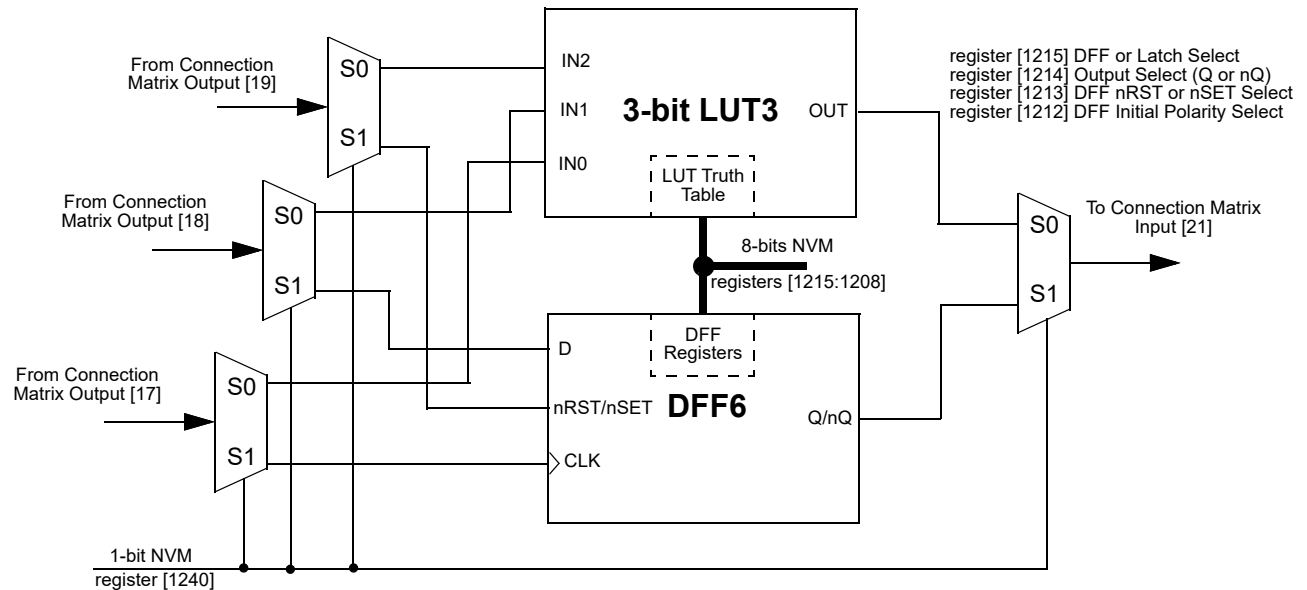 From Connection
Matrix Output [19]
S0
S1
IN2
IN1
IN0
3-bit LUT3
OUT
LUT Truth
Table
register [1215] DFF or Latch Select
register [1214] Output Select (Q or nQ)
register [1213] DFF nRST or nSET Select
register [1212] DFF Initial Polarity Select
From Connection
Matrix Output [18]
S0
S1
8-bits NVM
registers [1215:1208]
S0
S1
To Connection Matrix
Input [21]
From Connection
Matrix Output [17]
S0
S1
D
nRST/nSET
CLK
DFF
Registers
DFF6
Q/nQ
1-bit NVM
register [1240]